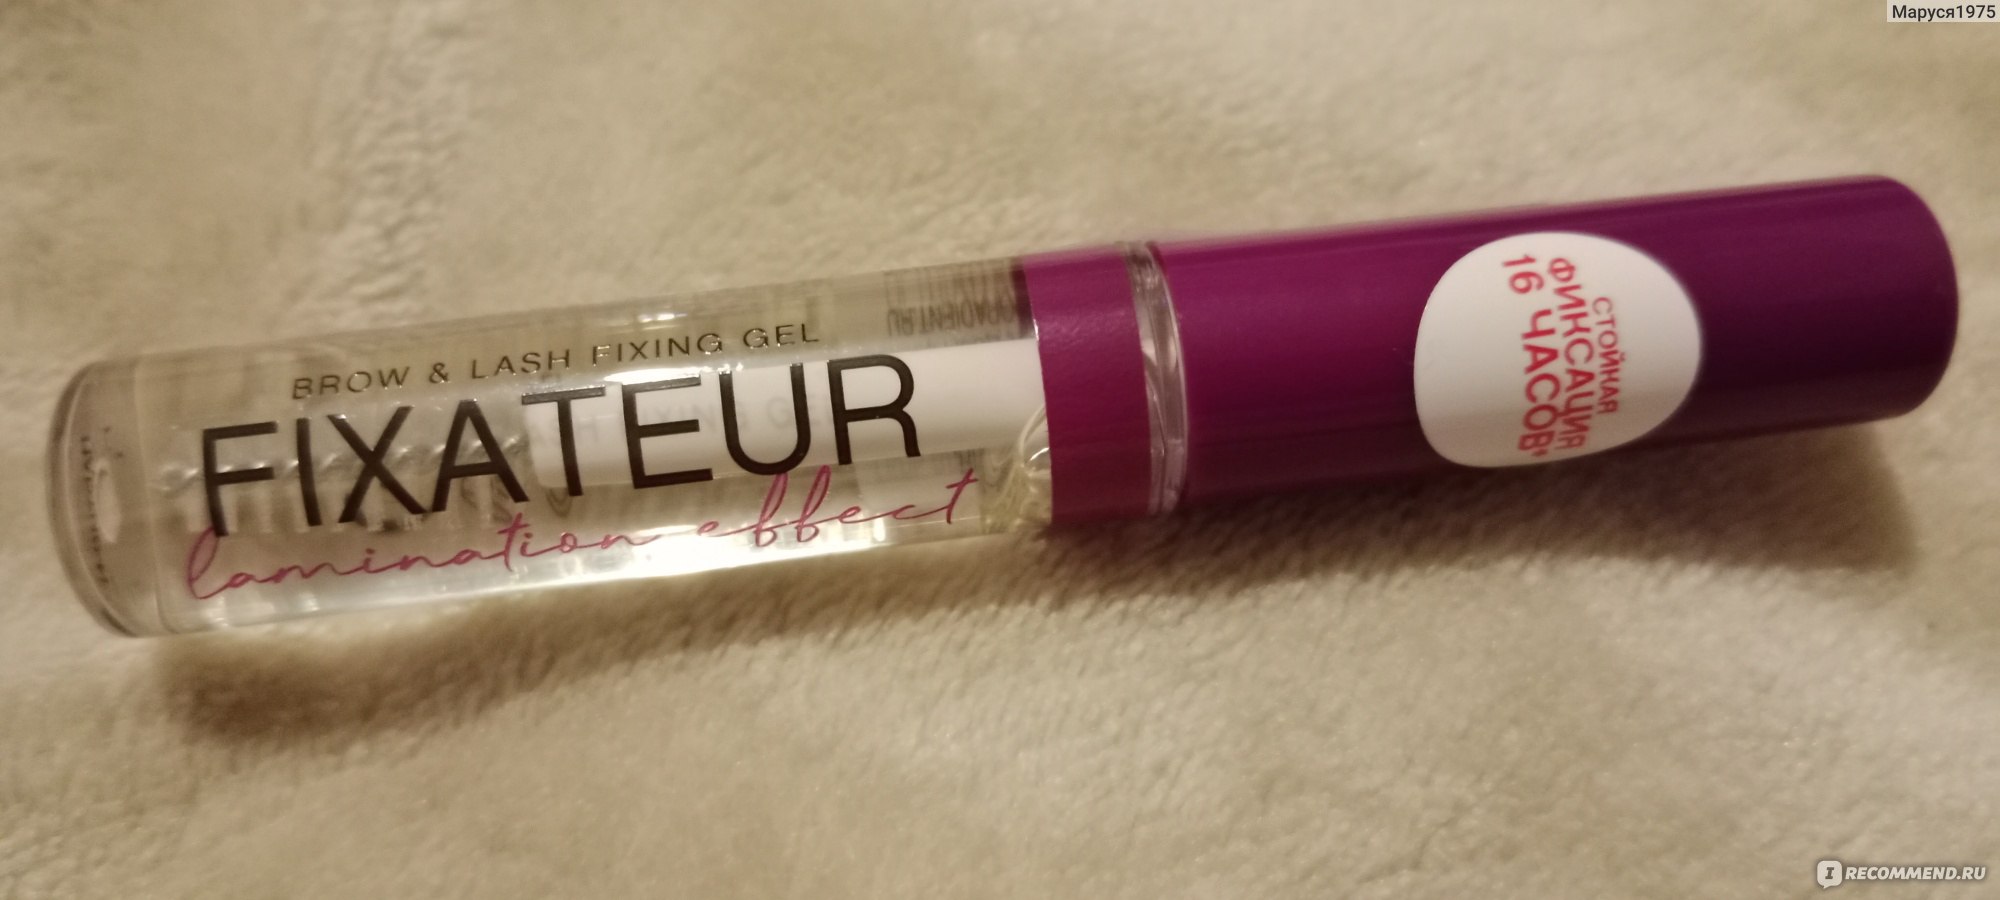 Маруся1975
BROW & LASH FIXING GEL
FIXATEUR
lamination effect
СТОЙКАЯ
ФИКСАЦИЯ
16 ЧАСОВ*
IRECOMMEND.RU